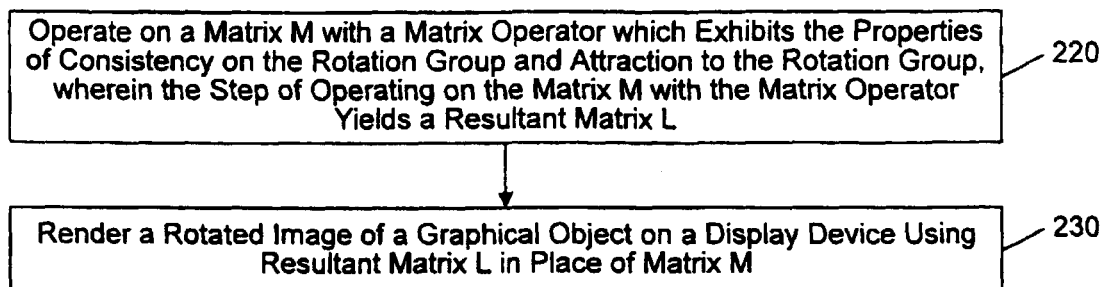 Operate on a Matrix M with a Matrix Operator which Exhibits the Properties
of Consistency on the Rotation Group and Attraction to the Rotation Group,
wherein the Step of Operating on the Matrix M with the Matrix Operator
Yields a Resultant Matrix L
220
Render a Rotated Image of a Graphical Object on a Display Device Using
Resultant Matrix L in Place of Matrix M
230